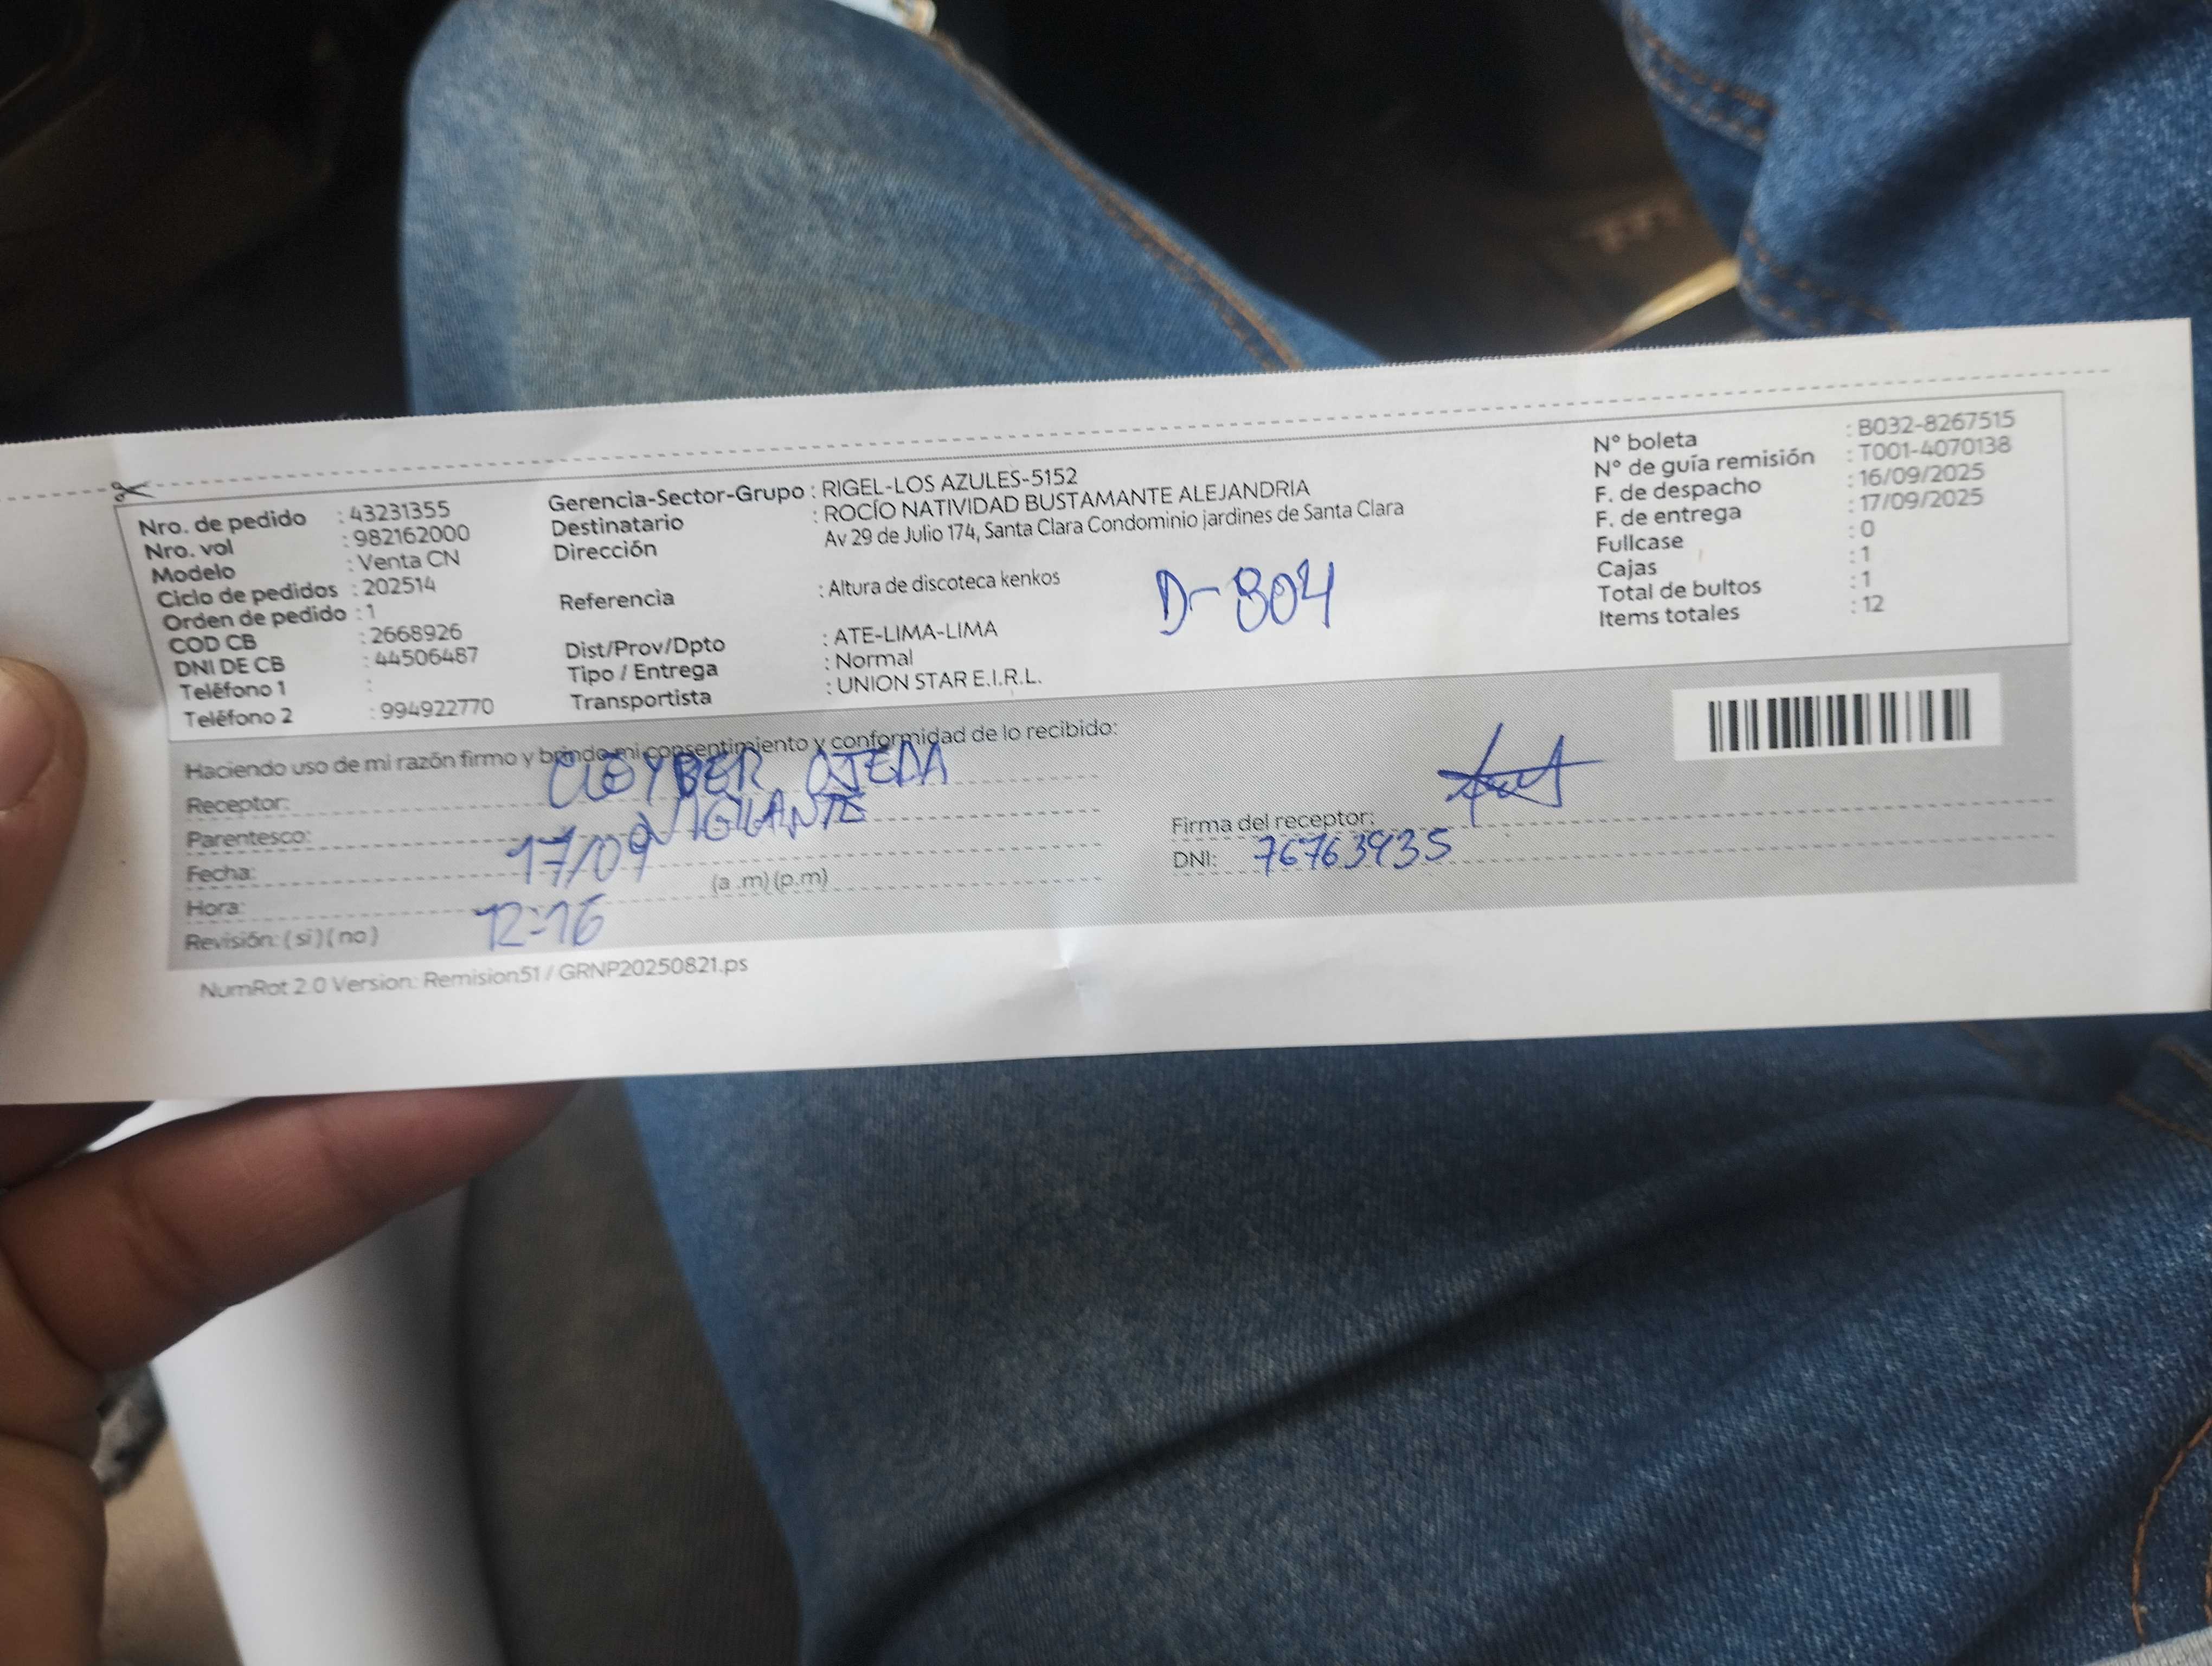 Nro. de pedido : 43231355
Nro. vol : 982162000
Modelo : Venta CN
Ciclo de pedidos : 202514
Orden de pedido : 1
COD CB : 2668926
DNI DE CB : 44506487
Teléfono 1 :
Teléfono 2 : 994922770
Gerencia-Sector-Grupo : RIGEL-LOS AZULES-5152
Destinatario : ROCÍO NATIVIDAD BUSTAMANTE ALEJANDRIA
Dirección Av 29 de Julio 174, Santa Clara Condominio jardines de Santa Clara
Referencia : Altura de discoteca kenkos
D-804
Dist/Prov/Dpto : ATE-LIMA-LIMA
Tipo / Entrega : Normal
Transportista : UNION STAR E.I.R.L.
N° boleta : B032-8267515
N° de guía remisión : T001-4070138
F. de despacho : 16/09/2025
F. de entrega : 17/09/2025
Fullcase : 0
Cajas : 1
Total de bultos : 1
Items totales : 12
Haciendo uso de mi razón firmo y brindo mi consentimiento y conformidad de lo recibido:
Receptor: CLEYBER OJEDA
Parentesco: VIGILANTE
Fecha: 17/09
Hora: 12:16 (a .m) (p.m)
Revisión: ( si ) ( no )
Firma del receptor:
DNI: 76763935
NumRot 2.0 Version: Remision51 / GRNP20250821.ps